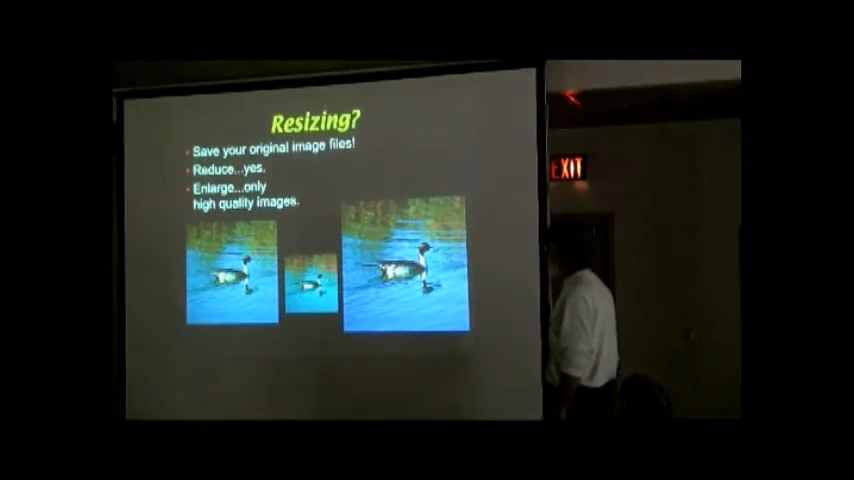 Resizing?
• Save your original image files!
• Reduce...yes.
• Enlarge...only
high quality images.
EXIT